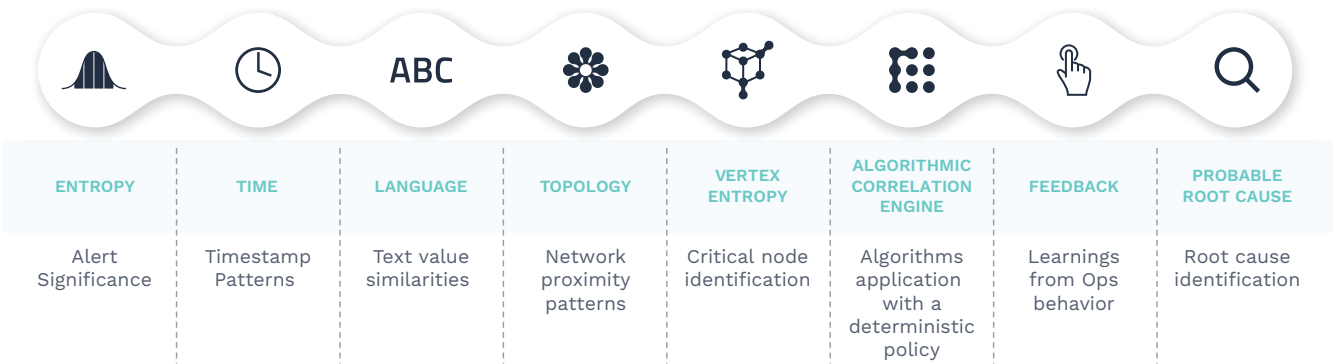 ABC
ENTROPY
TIME
LANGUAGE
TOPOLOGY
VERTEX
ENTROPY
ALGORITHMIC
CORRELATION
ENGINE
FEEDBACK
PROBABLE
ROOT CAUSE
Alert
Significance
Timestamp
Patterns
Text value
similarities
Network
proximity
patterns
Critical node
identification
Algorithms
application
with a
deterministic
policy
Learnings
from Ops
behavior
Root cause
identification